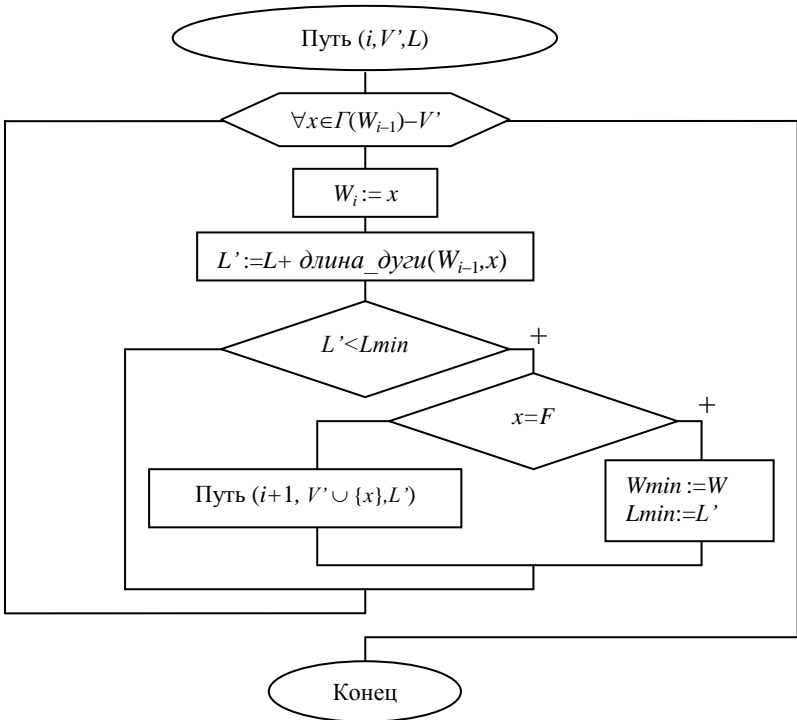 Путь (i,V’,L)
∀x∈Γ(Wi–1)–V’
Wi := x
L’:=L+ длина_дуги(Wi–1,x)
L’<Lmin
+
x=F
+
Путь (i+1, V’ ∪ {x},L’)
Wmin :=W
Lmin:=L’
Конец